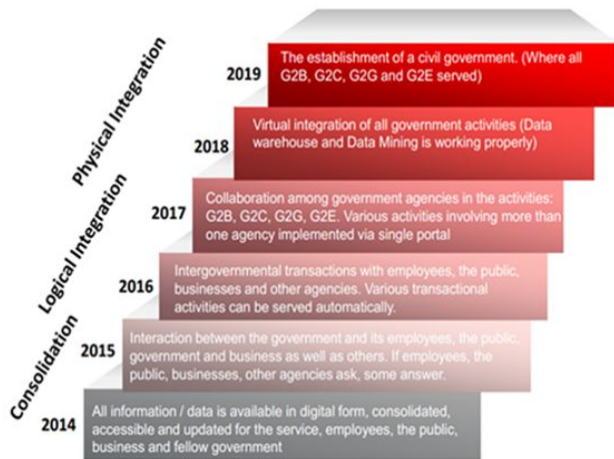 Physical Integration
2019
The establishment of a civil government. (Where all
G2B, G2C, G2G and G2E served)
2018
Virtual integration of all government activities (Data
warehouse and Data Mining is working properly)
Logical Integration
2017
Collaboration among government agencies in the activities:
G2B, G2C, G2G, G2E. Various activities involving more than
one agency implemented via single portal
2016
Intergovernmental transactions with employees, the public,
businesses and other agencies. Various transactional
activities can be served automatically.
Consolidation
2015
Interaction between the government and its employees, the public,
government and business as well as others. If employees, the
public, businesses, other agencies ask, some answer.
2014
All information / data is available in digital form, consolidated,
accessible and updated for the service, employees, the public,
business and fellow government